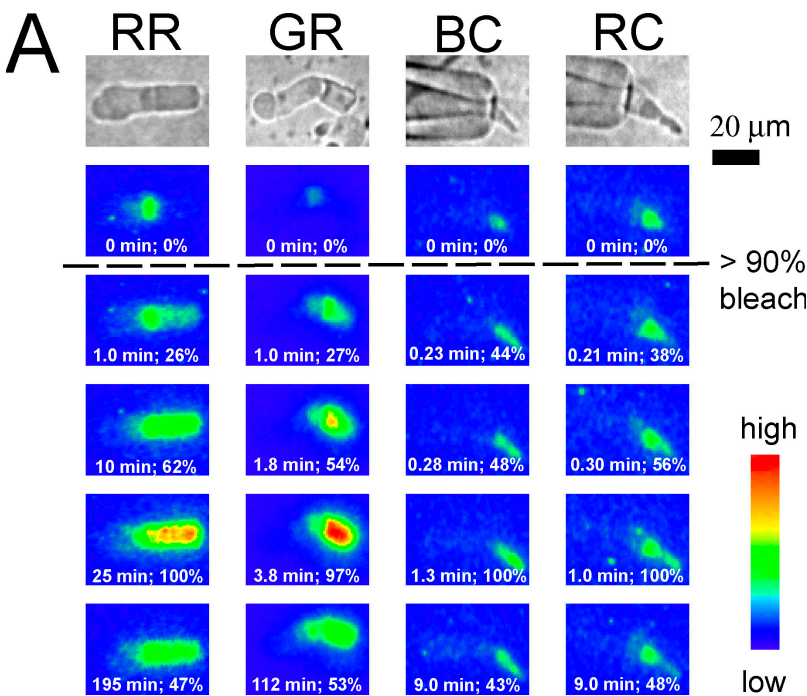 A
RR GR BC RC
20 µm
0 min; 0% 0 min; 0% 0 min; 0% 0 min; 0%
> 90%
bleach
1.0 min; 26% 1.0 min; 27% 0.23 min; 44% 0.21 min; 38%
10 min; 62% 1.8 min; 54% 0.28 min; 48% 0.30 min; 56%
high
25 min; 100% 3.8 min; 97% 1.3 min; 100% 1.0 min; 100%
195 min; 47% 112 min; 53% 9.0 min; 43% 9.0 min; 48%
low